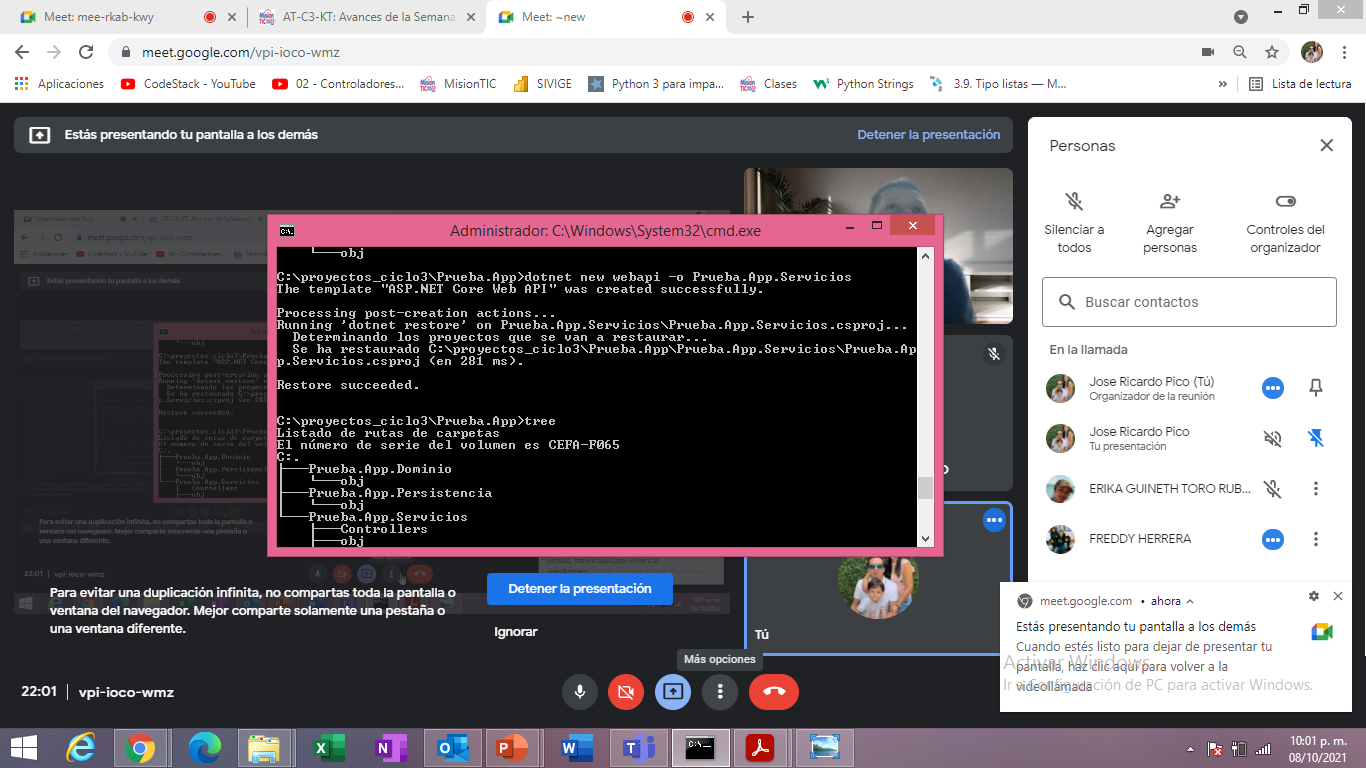 Meet: mee-rkab-kwy
AT-C3-KT: Avances de la Semana
Meet: ~new
meet.google.com/vpi-ioco-wmz
Aplicaciones
CodeStack - YouTube
02 - Controladores...
MisionTIC
SIVIGE
Python 3 para impa...
Clases
Python Strings
3.9. Tipo listas — M...
»
Lista de lectura
Estás presentando tu pantalla a los demás
Detener la presentación
Administrador: C:\Windows\System32\cmd.exe
└──obj
C:\proyectos_ciclo3\Prueba.App>dotnet new webapi -o Prueba.App.Servicios
The template "ASP.NET Core Web API" was created successfully.
Processing post-creation actions...
Running 'dotnet restore' on Prueba.App.Servicios\Prueba.App.Servicios.csproj...
Determinando los proyectos que se van a restaurar...
Se ha restaurado C:\proyectos_ciclo3\Prueba.App\Prueba.App.Servicios\Prueba.Ap
p.Servicios.csproj (en 281 ms).
Restore succeeded.
C:\proyectos_ciclo3\Prueba.App>tree
Listado de rutas de carpetas
El número de serie del volumen es CEFA-F065
C:.
├──Prueba.App.Dominio
│   └──obj
├──Prueba.App.Persistencia
│   └──obj
└──Prueba.App.Servicios
├──Controllers
├──obj
Para evitar una duplicación infinita, no compartas toda la pantalla o
ventana del navegador. Mejor comparte solamente una pestaña o
una ventana diferente.
Detener la presentación
Ignorar
Tú
Más opciones
22:01 | vpi-ioco-wmz
Personas
Silenciar a
todos
Agregar
personas
Controles del
organizador
Buscar contactos
En la llamada
Jose Ricardo Pico (Tú)
Organizador de la reunión
Jose Ricardo Pico
Tu presentación
ERIKA GUINETH TORO RUB...
FREDDY HERRERA
meet.google.com • ahora
Estás presentando tu pantalla a los demás
Cuando estés listo para dejar de presentar tu
pantalla, haz clic aquí para volver a la
videollamada
Activar Windows
Ir a Configuración de PC para activar Windows.
10:01 p. m.
08/10/2021